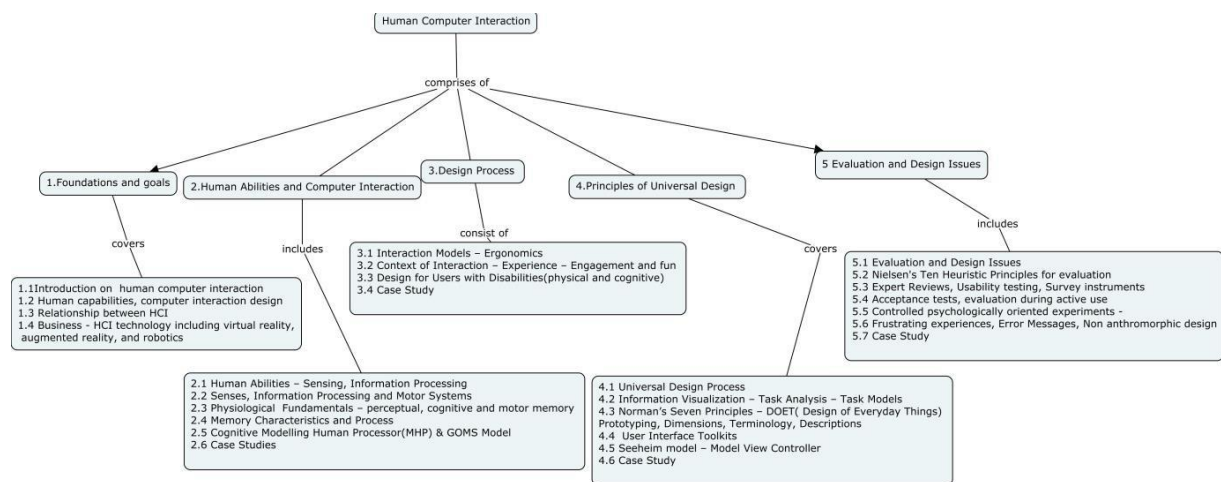 Human Computer Interaction
comprises of
1.Foundations and goals
2.Human Abilities and Computer Interaction
3.Design Process
4.Principles of Universal Design
5 Evaluation and Design Issues
covers
includes
consist of
covers
includes
1.1Introduction on human computer interaction
1.2 Human capabilities, computer interaction design
1.3 Relationship between HCI
1.4 Business - HCI technology including virtual reality,
augmented reality, and robotics
2.1 Human Abilities – Sensing, Information Processing
2.2 Senses, Information Processing and Motor Systems
2.3 Physiological Fundamentals – perceptual, cognitive and motor memory
2.4 Memory Characteristics and Process
2.5 Cognitive Modelling Human Processor(MHP) & GOMS Model
2.6 Case Studies
3.1 Interaction Models – Ergonomics
3.2 Context of Interaction – Experience – Engagement and fun
3.3 Design for Users with Disabilities(physical and cognitive)
3.4 Case Study
4.1 Universal Design Process
4.2 Information Visualization – Task Analysis – Task Models
4.3 Norman's Seven Principles – DOET( Design of Everyday Things)
Prototyping, Dimensions, Terminology, Descriptions
4.4 User Interface Toolkits
4.5 Seeheim model – Model View Controller
4.6 Case Study
5.1 Evaluation and Design Issues
5.2 Nielsen's Ten Heuristic Principles for evaluation
5.3 Expert Reviews, Usability testing, Survey instruments
5.4 Acceptance tests, evaluation during active use
5.5 Controlled psychologically oriented experiments -
5.6 Frustrating experiences, Error Messages, Non anthromorphic design
5.7 Case Study